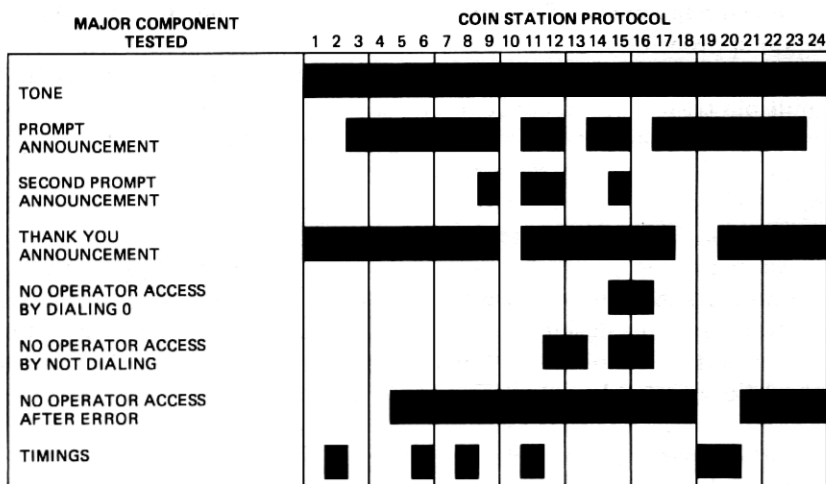 MAJOR COMPONENT
TESTED
COIN STATION PROTOCOL
1 2 3 4 5 6 7 8 9 10 11 12 13 14 15 16 17 18 19 20 21 22 23 24
TONE
PROMPT
ANNOUNCEMENT
SECOND PROMPT
ANNOUNCEMENT
THANK YOU
ANNOUNCEMENT
NO OPERATOR ACCESS
BY DIALING 0
NO OPERATOR ACCESS
BY NOT DIALING
NO OPERATOR ACCESS
AFTER ERROR
TIMINGS